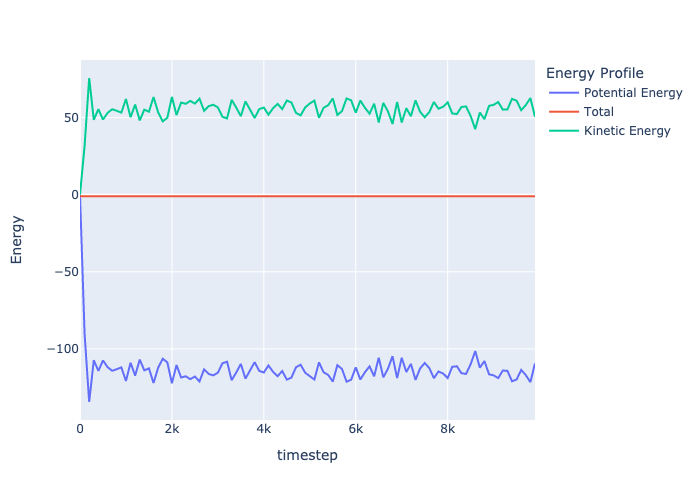 Energy Profile
Potential Energy
Total
Kinetic Energy
50
0
−50
−100
Energy
0
2k
4k
6k
8k
timestep